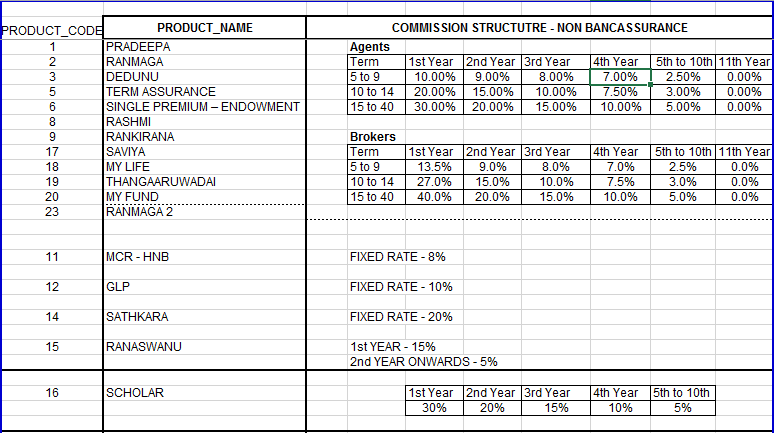 PRODUCT_CODE PRODUCT_NAME COMMISSION STRUCTUTRE - NON BANCASSURANCE
1 PRADEEPA Agents
2 RANMAGA Term 1st Year 2nd Year 3rd Year 4th Year 5th to 10th 11th Year
3 DEDUNU 5 to 9 10.00% 9.00% 8.00% 7.00% 2.50% 0.00%
5 TERM ASSURANCE 10 to 14 20.00% 15.00% 10.00% 7.50% 3.00% 0.00%
6 SINGLE PREMIUM – ENDOWMENT 15 to 40 30.00% 20.00% 15.00% 10.00% 5.00% 0.00%
8 RASHMI
9 RANKIRANA Brokers
17 SAVIYA Term 1st Year 2nd Year 3rd Year 4th Year 5th to 10th 11th Year
18 MY LIFE 5 to 9 13.5% 9.0% 8.0% 7.0% 2.5% 0.0%
19 THANGAARUWADAI 10 to 14 27.0% 15.0% 10.0% 7.5% 3.0% 0.0%
20 MY FUND 15 to 40 40.0% 20.0% 15.0% 10.0% 5.0% 0.0%
23 RANMAGA 2
11 MCR - HNB FIXED RATE - 8%
12 GLP FIXED RATE - 10%
14 SATHKARA FIXED RATE - 20%
15 RANASWANU 1st YEAR - 15%
2nd YEAR ONWARDS - 5%
16 SCHOLAR 1st Year 2nd Year 3rd Year 4th Year 5th to 10th
30% 20% 15% 10% 5%